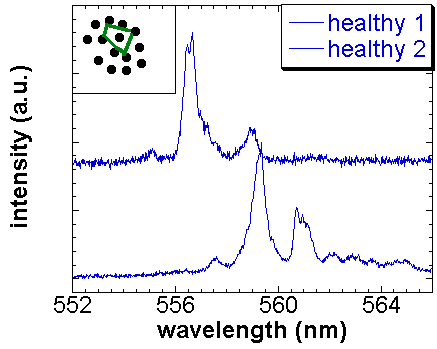 healthy 1
healthy 2
intensity (a.u.)
552 556 560 564
wavelength (nm)